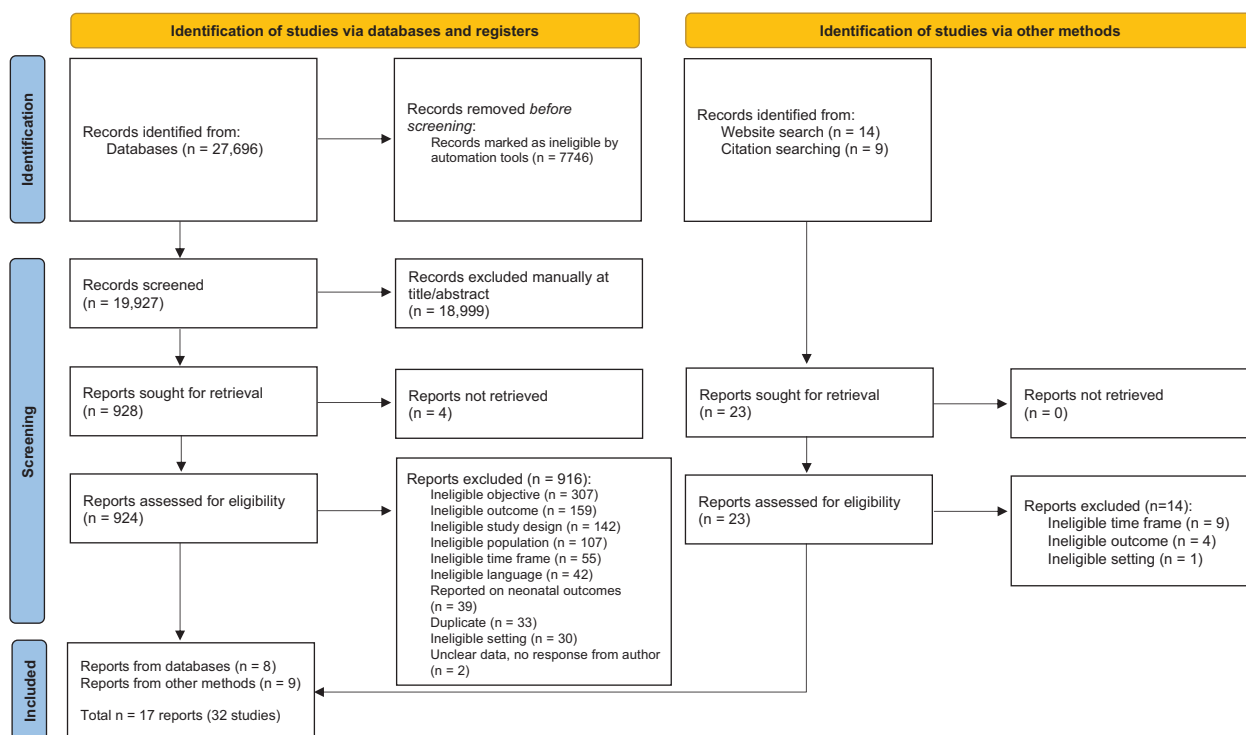 Identification of studies via databases and registers
Identification of studies via other methods
Identification
Records identified from:
Databases (n = 27,696)
Records removed before
screening:
Records marked as ineligible by
automation tools (n = 7746)
Records identified from:
Website search (n = 14)
Citation searching (n = 9)
Screening
Records screened
(n = 19,927)
Records excluded manually at
title/abstract
(n = 18,999)
Reports sought for retrieval
(n = 928)
Reports not retrieved
(n = 4)
Reports sought for retrieval
(n = 23)
Reports not retrieved
(n = 0)
Reports assessed for eligibility
(n = 924)
Reports excluded (n = 916):
Ineligible objective (n = 307)
Ineligible outcome (n = 159)
Ineligible study design (n = 142)
Ineligible population (n = 107)
Ineligible time frame (n = 55)
Ineligible language (n = 42)
Reported on neonatal outcomes
(n = 39)
Duplicate (n = 33)
Ineligible setting (n = 30)
Unclear data, no response from author
(n = 2)
Reports assessed for eligibility
(n = 23)
Reports excluded (n=14):
Ineligible time frame (n = 9)
Ineligible outcome (n = 4)
Ineligible setting (n = 1)
Included
Reports from databases (n = 8)
Reports from other methods (n = 9)
Total n = 17 reports (32 studies)